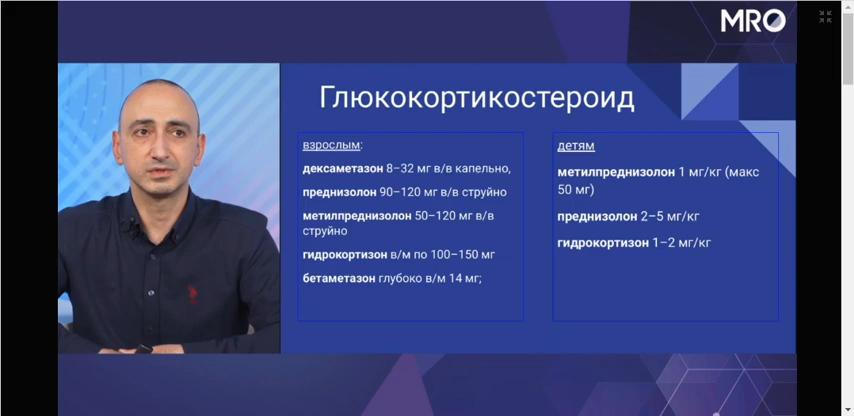 MRO
Глюкокортикостероид
взрослым:
дексаметазон 8–32 мг в/в капельно,
преднизолон 90–120 мг в/в струйно
метилпреднизолон 50–120 мг в/в
струйно
гидрокортизон в/м по 100–150 мг
бетаметазон глубоко в/м 14 мг;
детям
метилпреднизолон 1 мг/кг (макс
50 мг)
преднизолон 2–5 мг/кг
гидрокортизон 1–2 мг/кг